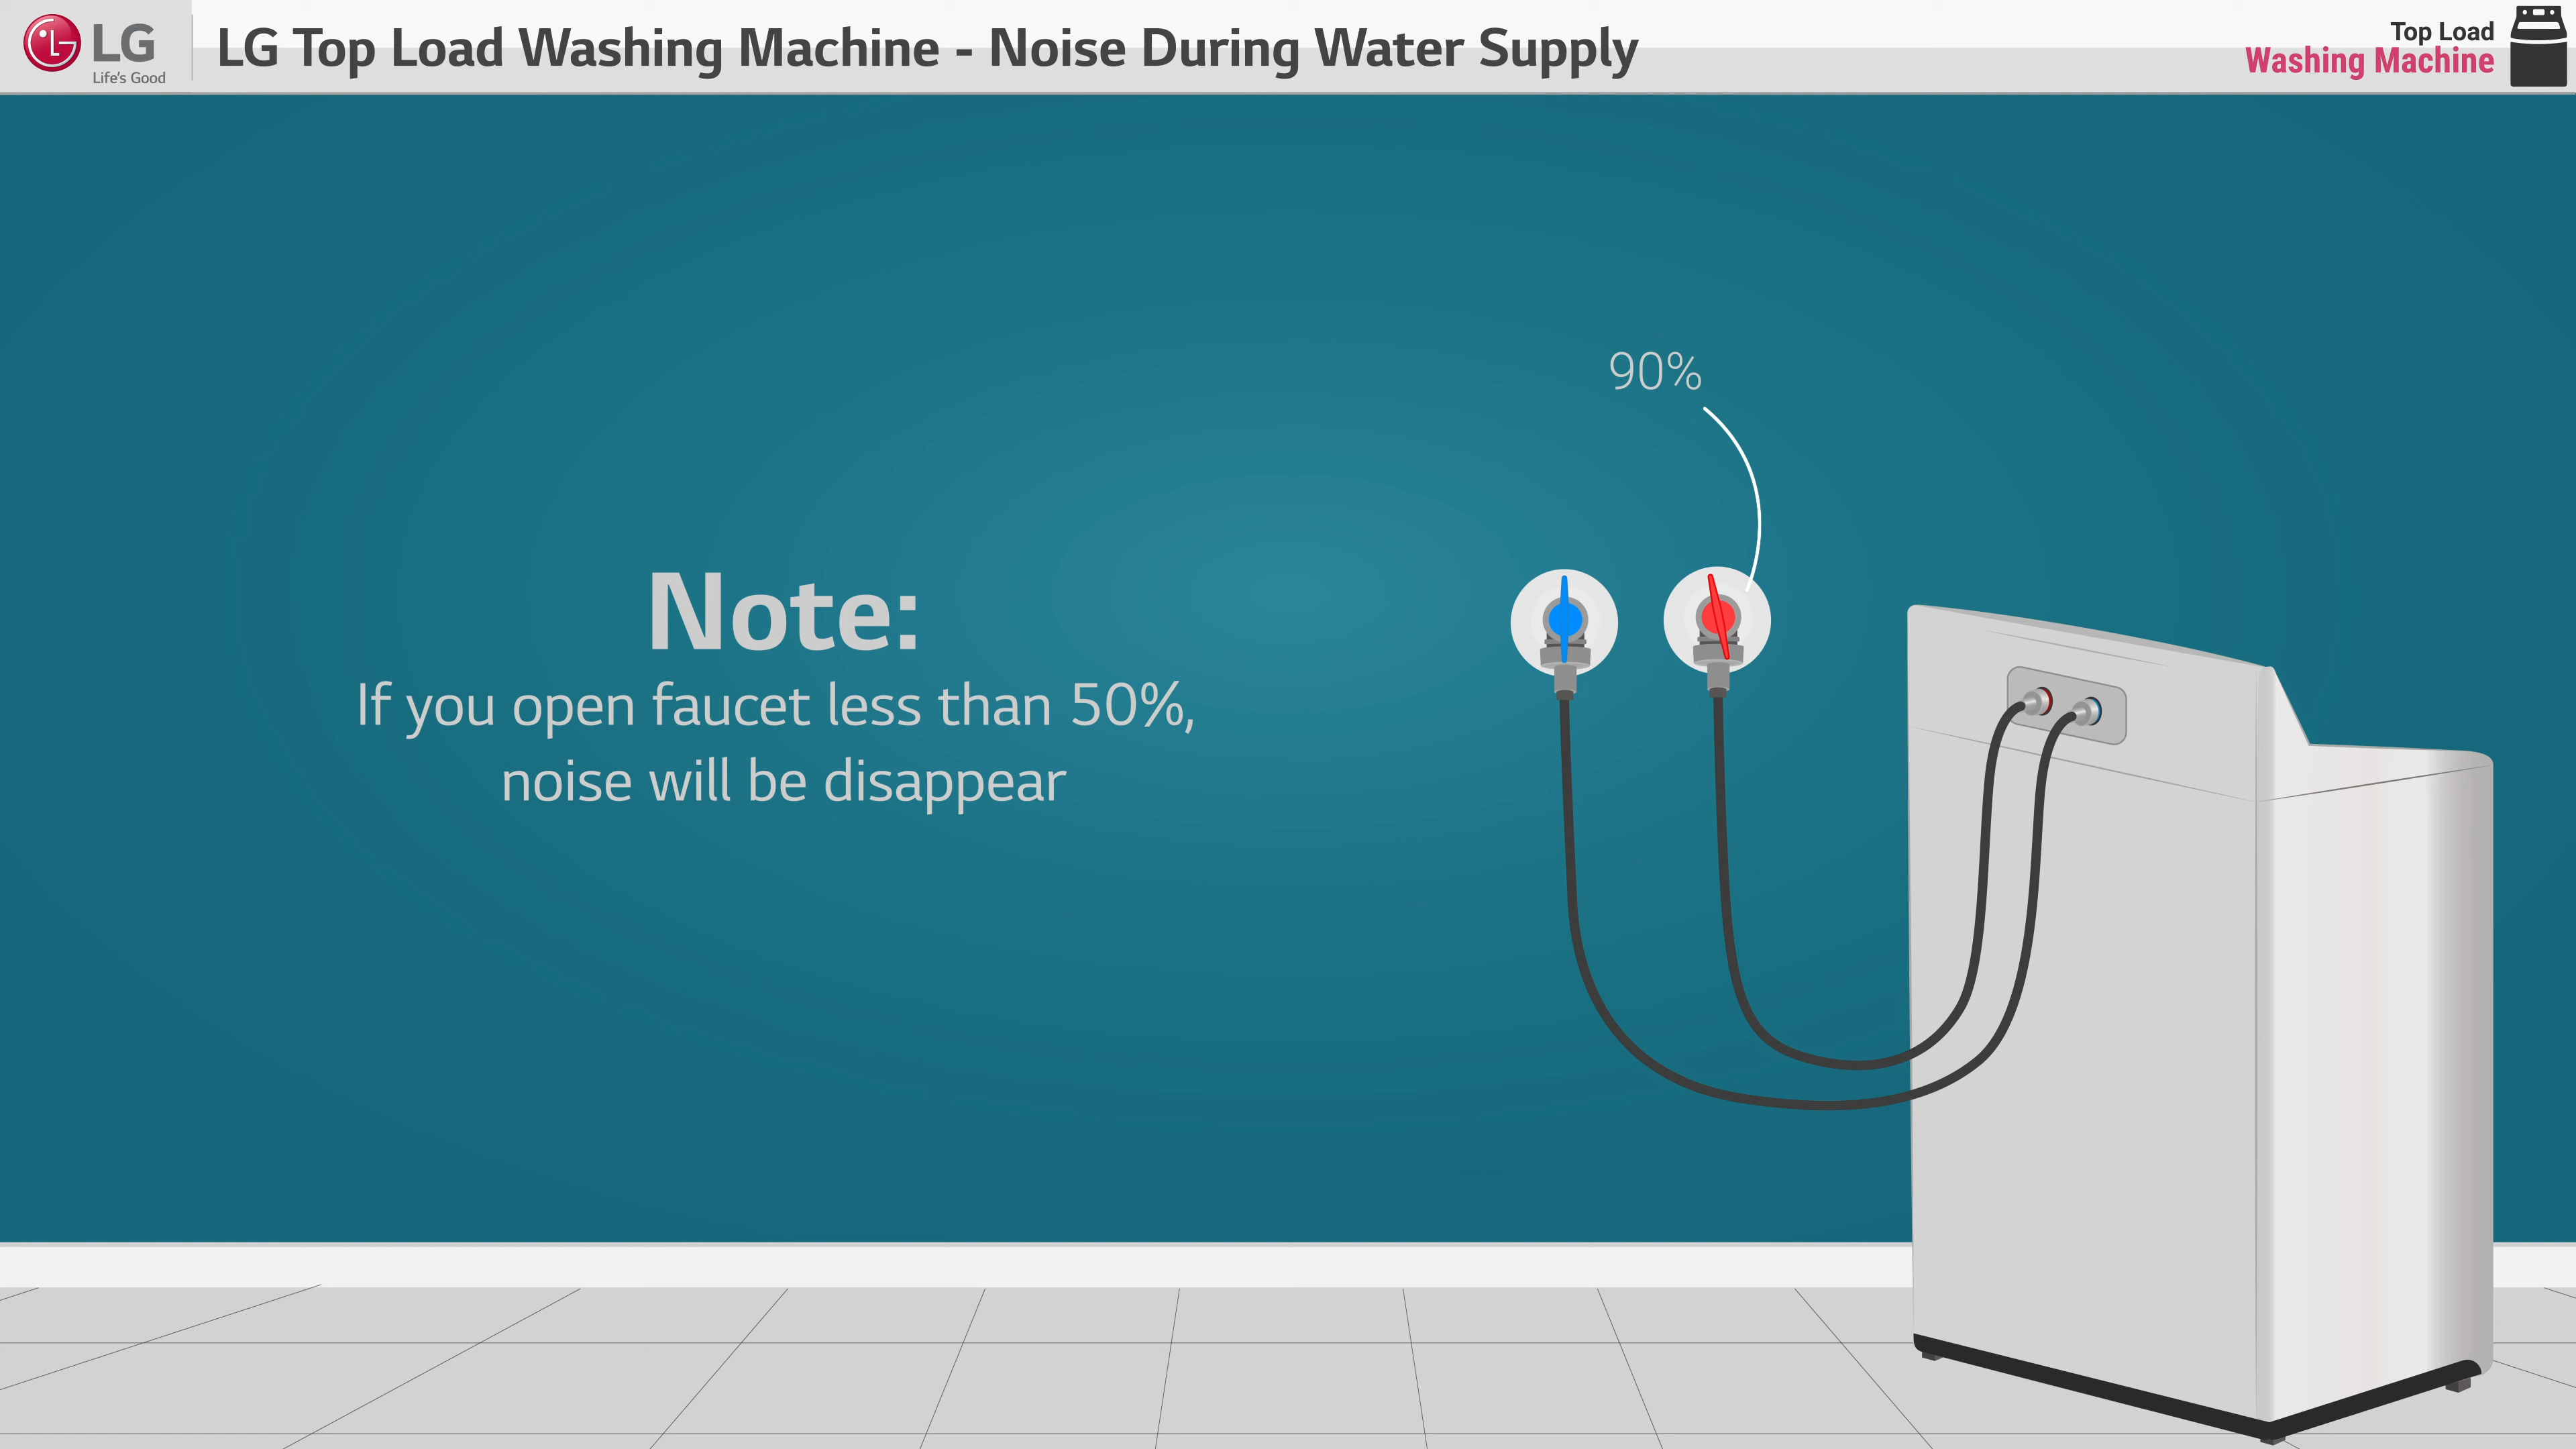 LG
Life's Good
LG Top Load Washing Machine - Noise During Water Supply
Top Load
Washing Machine
90%
Note:
If you open faucet less than 50%,
noise will be disappear